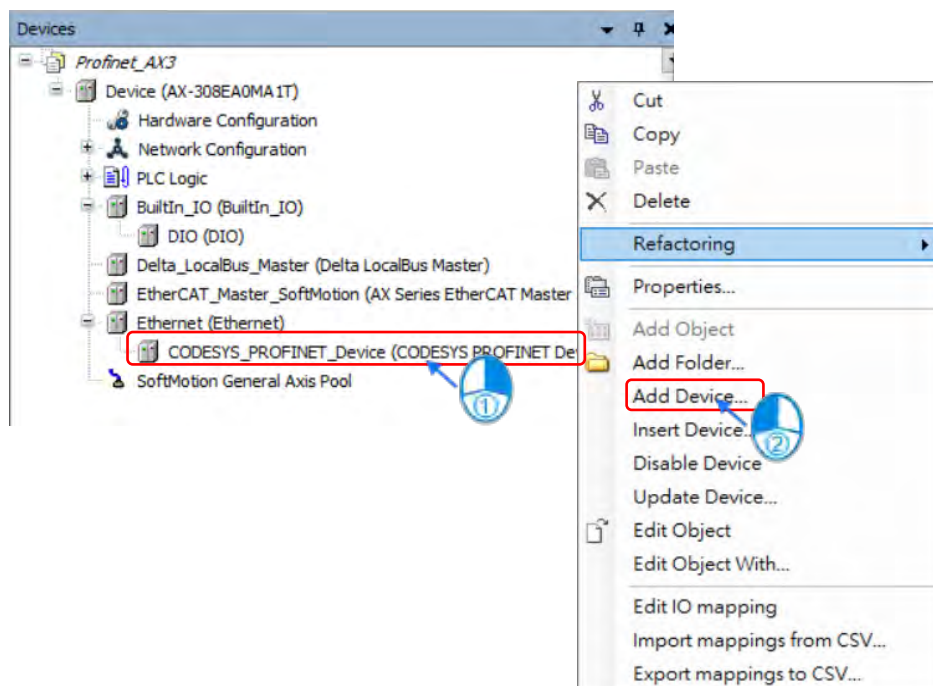 Devices
Profinet_AX3
Device (AX-308EA0MA1T)
Hardware Configuration
Network Configuration
PLC Logic
BuiltIn_IO (BuiltIn_IO)
DIO (DIO)
Delta_LocalBus_Master (Delta LocalBus Master)
EtherCAT_Master_SoftMotion (AX Series EtherCAT Master
Ethernet (Ethernet)
CODESYS_PROFINET_Device (CODESYS PROFINET De
SoftMotion General Axis Pool
①
Cut
Copy
Paste
Delete
Refactoring
Properties...
Add Object
Add Folder...
Add Device...
Insert Device...
②
Disable Device
Update Device...
Edit Object
Edit Object With...
Edit IO mapping
Import mappings from CSV...
Export mappings to CSV...